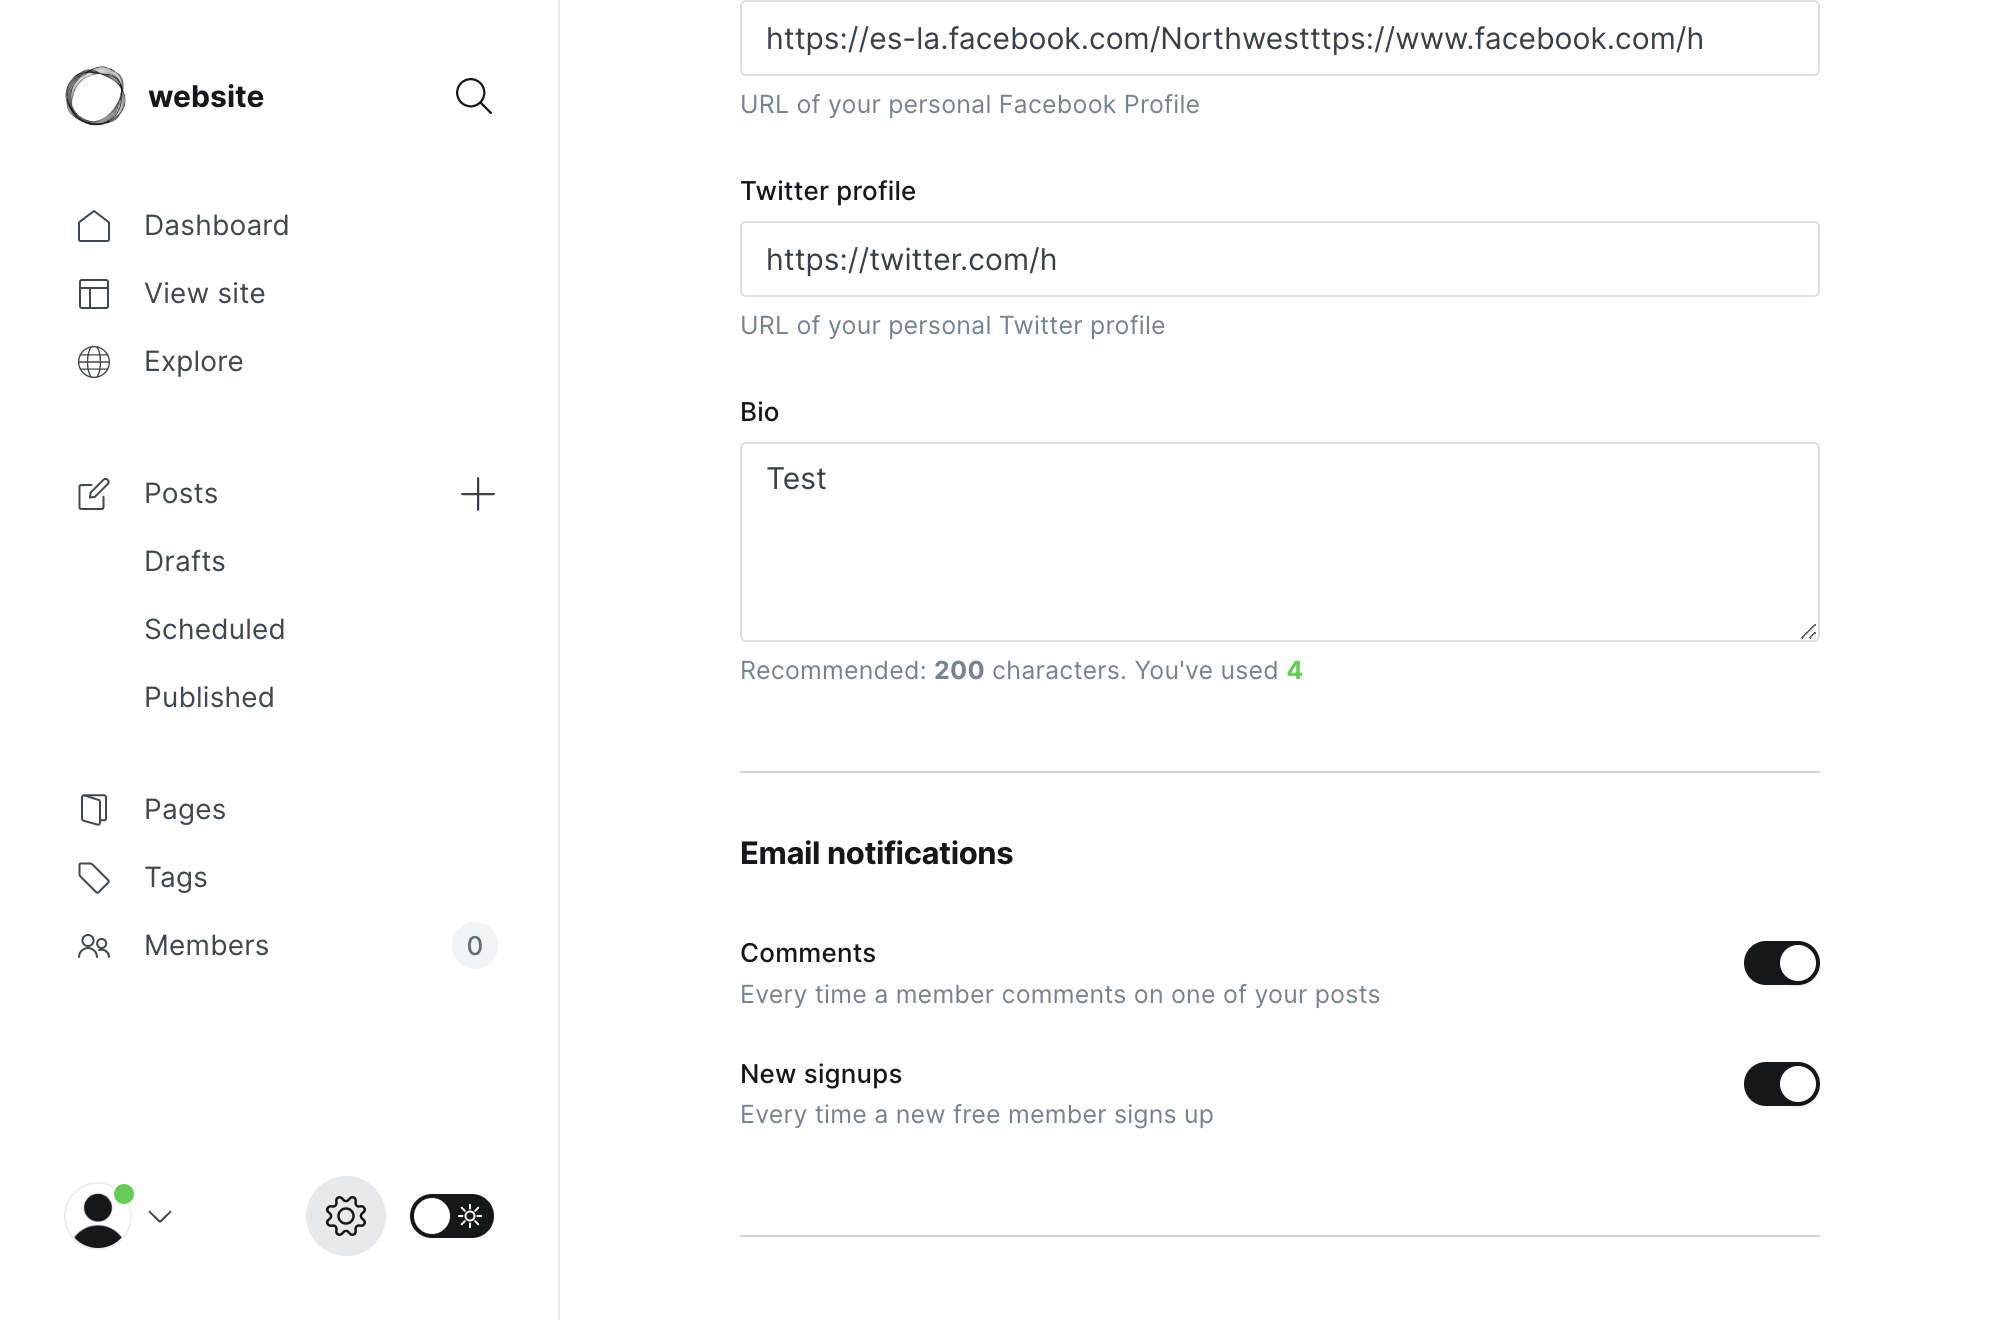 website
Dashboard
View site
Explore
Posts
Drafts
Scheduled
Published
Pages
Tags
Members
0
https://es-la.facebook.com/Northwestttps://www.facebook.com/h
URL of your personal Facebook Profile
Twitter profile
https://twitter.com/h
URL of your personal Twitter profile
Bio
Test
Recommended: 200 characters. You've used 4
Email notifications
Comments
Every time a member comments on one of your posts
New signups
Every time a new free member signs up